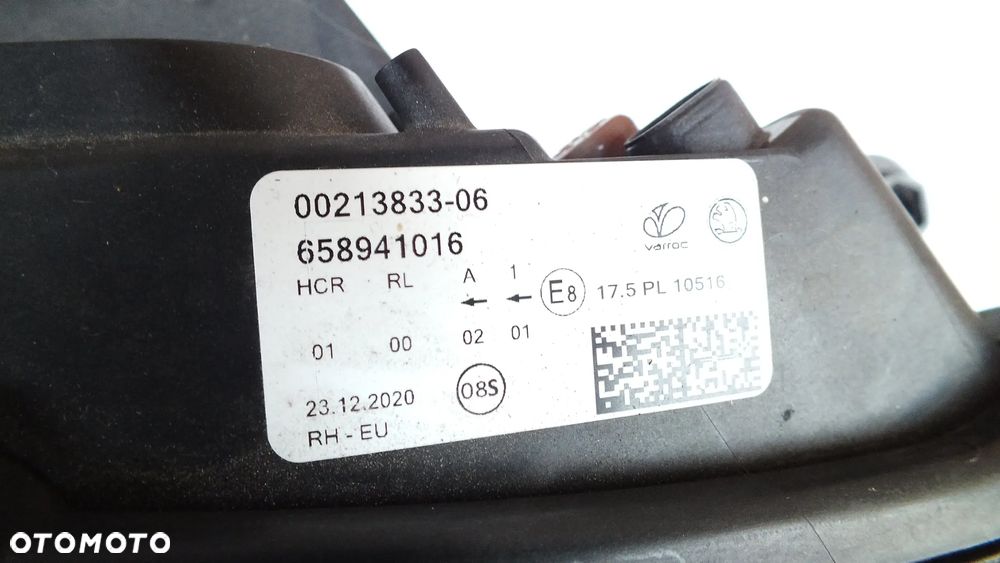 00213833-06
658941016
varroc
HCR RL A 1
E8 17.5 PL 10516
01 00 02 01
23.12.2020 08S
RH - EU
OTOMOTO